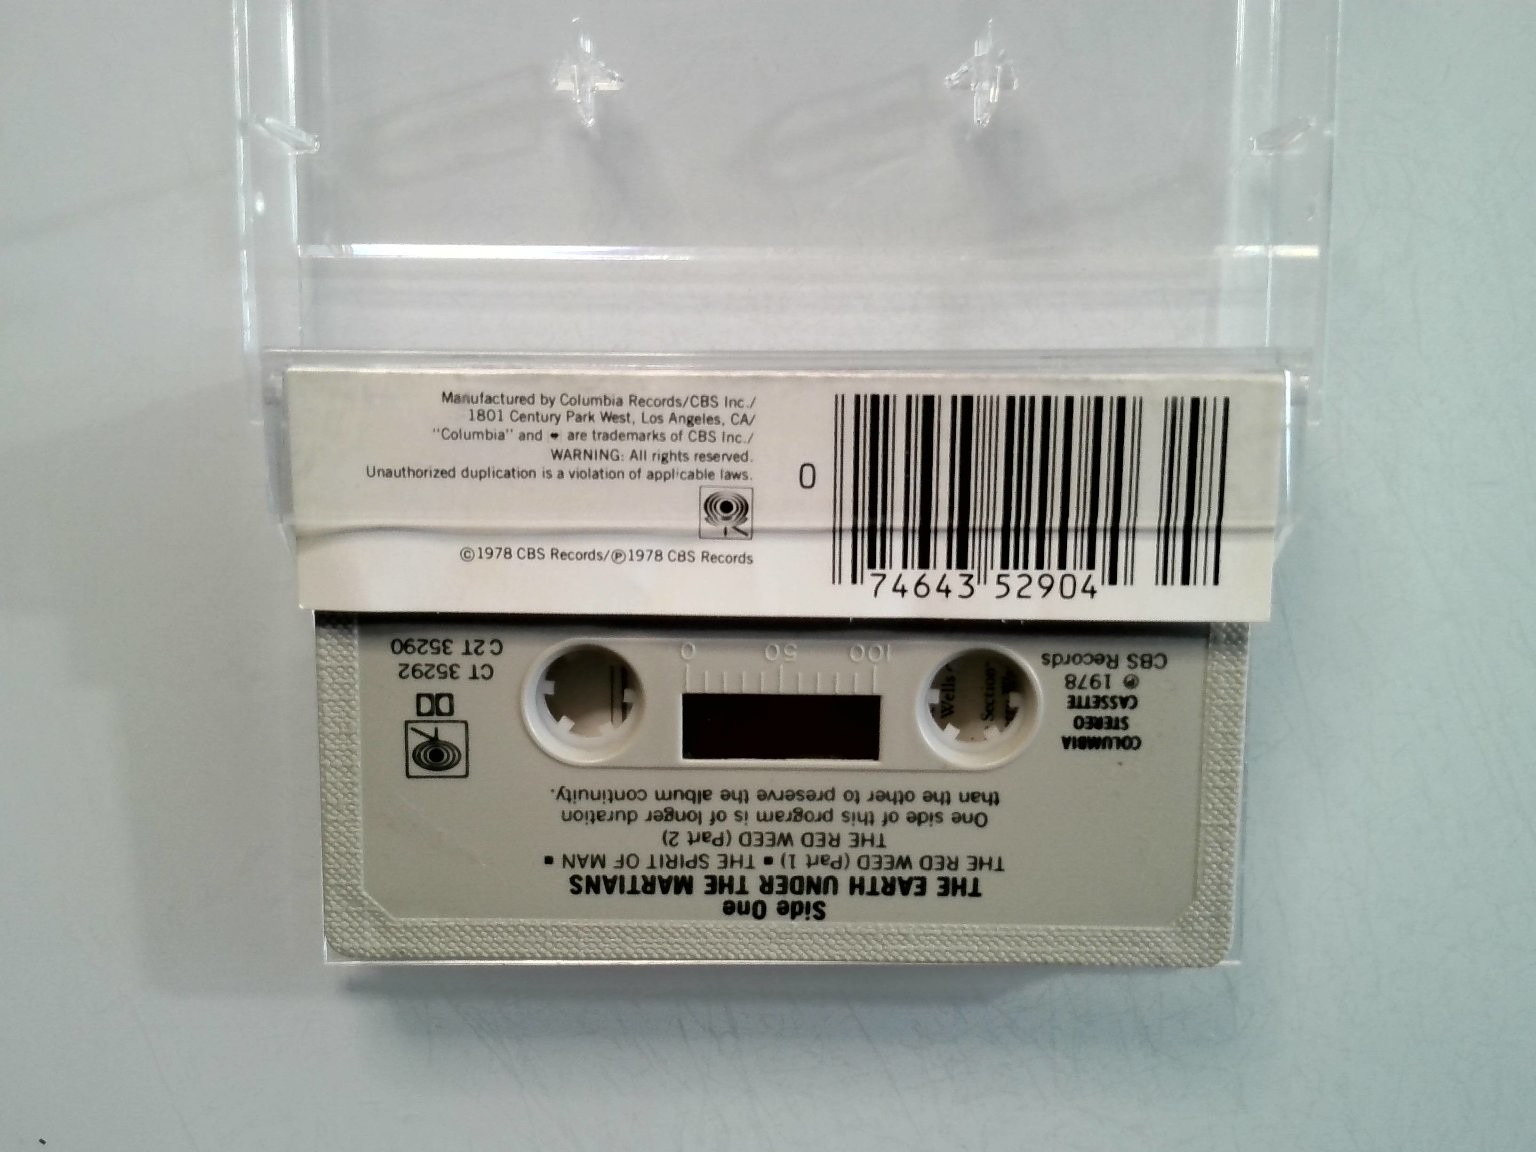 Manufactured by Columbia Records/CBS Inc./
1801 Century Park West, Los Angeles, CA/
"Columbia" and are trademarks of CBS Inc./
WARNING: All rights reserved.
Unauthorized duplication is a violation of applicable laws.
©1978 CBS Records/℗1978 CBS Records
0 74643 52904
Side One
THE EARTH UNDER THE MARTIANS
THE RED WEED (Part 1) ▪ THE SPIRIT OF MAN ▪
THE RED WEED (Part 2)
One side of this program is of longer duration
than the other to preserve the album continuity.
COLUMBIA
STEREO
CASSETTE
℗ 1978
CBS Records
CT 35292
C2T 35290
100 50 0
Wells
Section